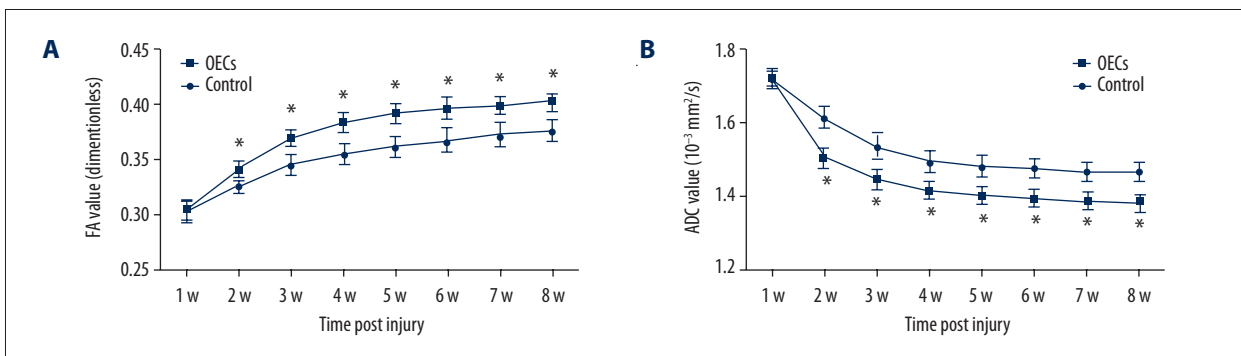 A
0.45
0.40
0.35
0.30
0.25
FA value (dimentionless)
OECs
Control
*
*
*
*
*
*
*
1 w 2 w 3 w 4 w 5 w 6 w 7 w 8 w
Time post injury
B
1.8
1.6
1.4
1.2
ADC value (10⁻³ mm²/s)
OECs
Control
*
*
*
*
*
*
*
1 w 2 w 3 w 4 w 5 w 6 w 7 w 8 w
Time post injury